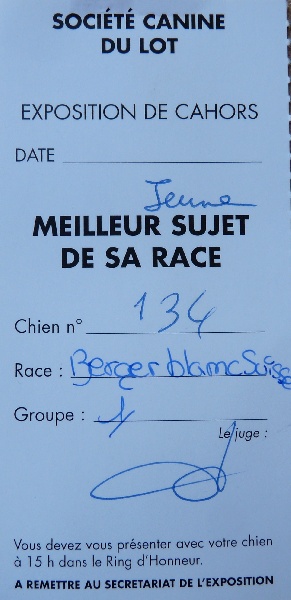 SOCIÉTÉ CANINE
DU LOT
EXPOSITION DE CAHORS
DATE
Jeune
MEILLEUR SUJET
DE SA RACE
Chien n° 134
Race : Berger blanc Suisse
Groupe : 1
Le juge :
Vous devez vous présenter avec votre chien
à 15 h dans le Ring d'Honneur.
A REMETTRE AU SECRETARIAT DE L'EXPOSITION